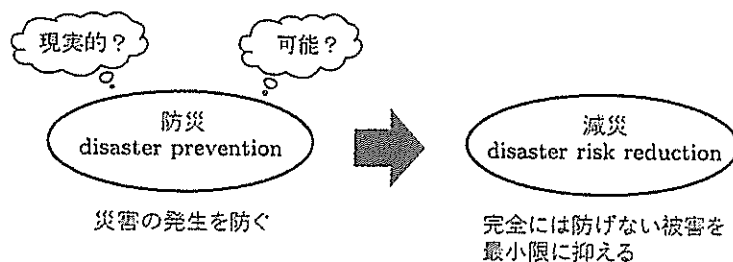 現実的？
可能？
防災
disaster prevention
災害の発生を防ぐ
減災
disaster risk reduction
完全には防げない被害を
最小限に抑える